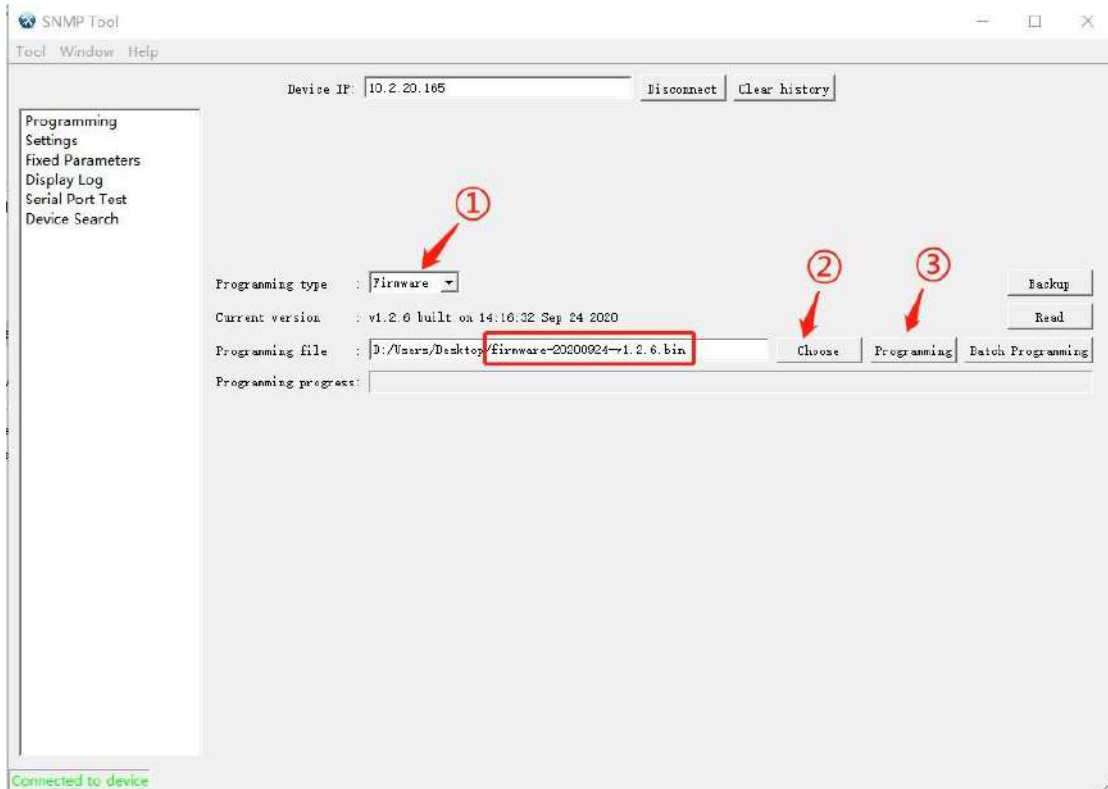 SNMP Tool
Tool Window Help
Device IP: 10.2.20.165 Disconnect Clear history
Programming
Settings
Fixed Parameters
Display Log
Serial Port Test
Device Search
①
②
③
Programming type : Firmware Backup
Current version : v1.2.6 built on 14:16:32 Sep 24 2020 Read
Programming file : D:/Users/Desktop/firmware-20200924-v1.2.6.bin Choose Programming Batch Programming
Programming progress:
Connected to device